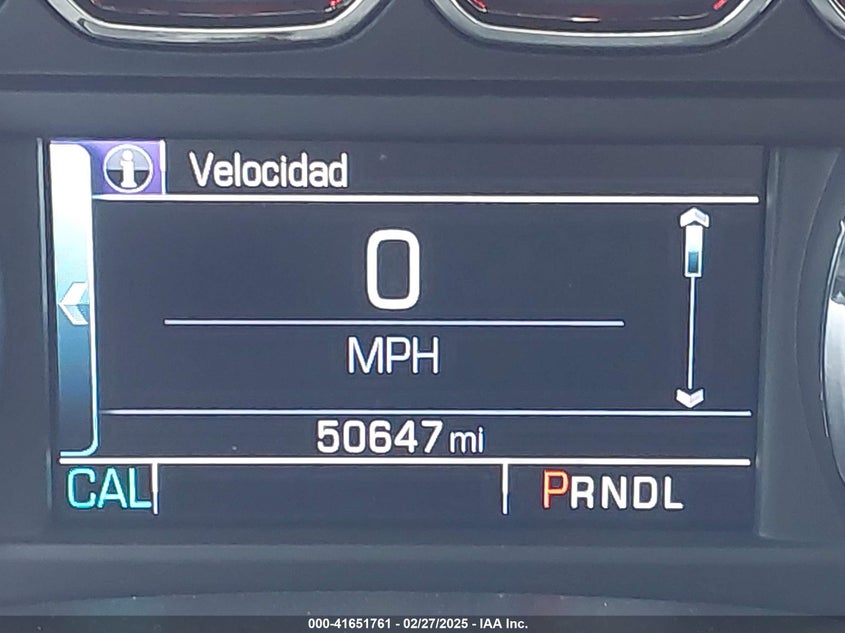 Velocidad
0
MPH
50647 mi
CAL
PRNDL
000-41651761 - 02/27/2025 - IAA Inc.